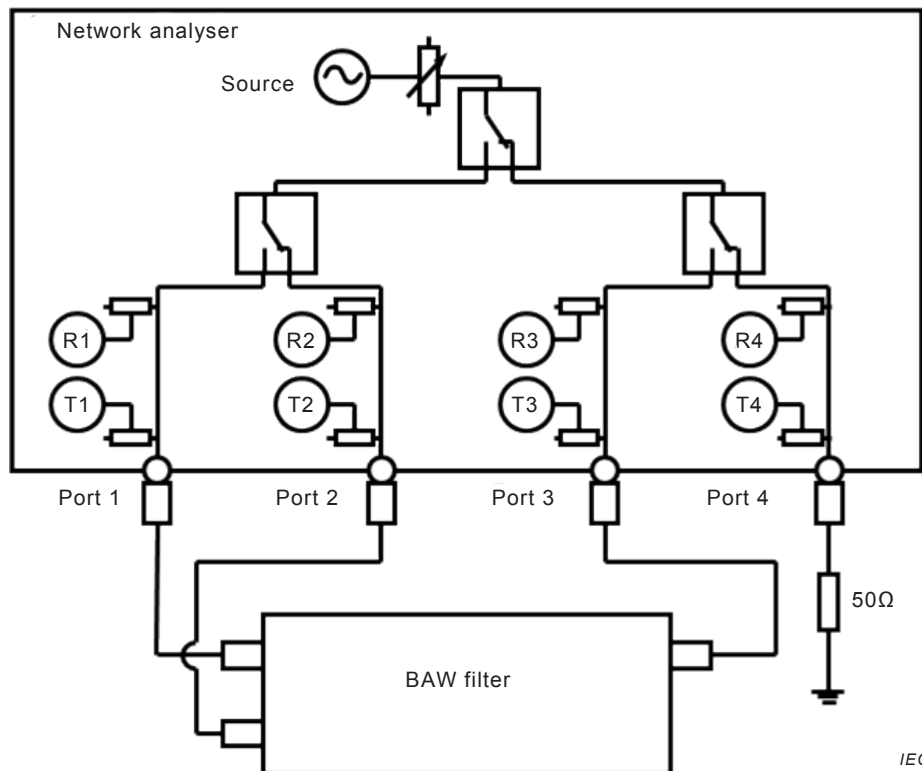 Network analyser
Source
R1 R2 R3 R4
T1 T2 T3 T4
Port 1 Port 2 Port 3 Port 4
50Ω
BAW filter
IEC